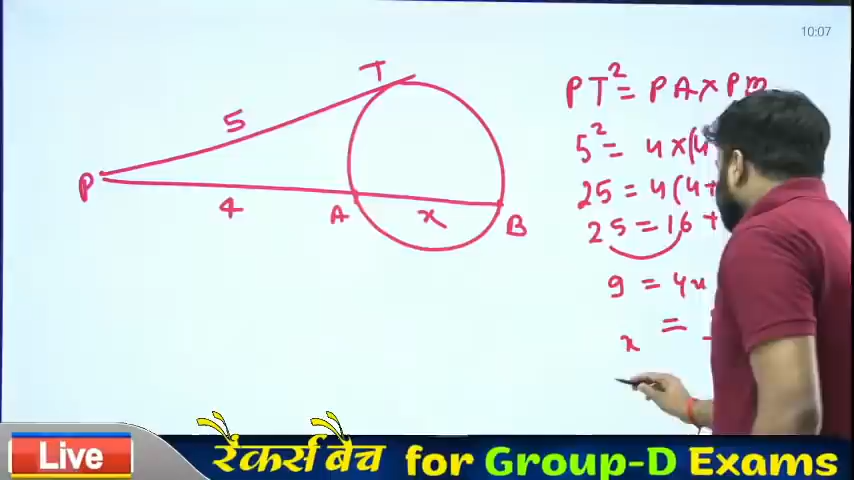 10:07
T
5
P
4
A
x
B
PT² = PA × PB
5² = 4 × (4
25 = 4(4+
25 = 16 +
9 = 4x
x =
Live
रेंकर्स बैच for Group-D Exams